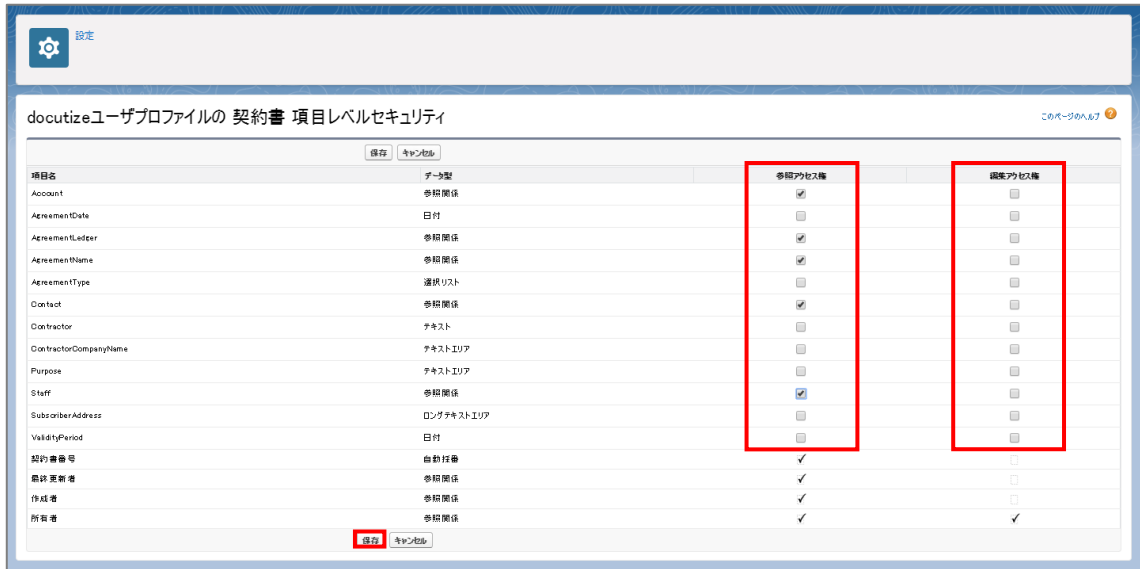 設定
docutizeユーザプロファイルの 契約書 項目レベルセキュリティ
このページのヘルプ ?
保存 キャンセル
項目名 データ型 参照アクセス権 編集アクセス権
Account 参照関係
AgreementDate 日付
AgreementLedger 参照関係
AgreementName 参照関係
AgreementType 選択リスト
Contact 参照関係
Contractor テキスト
ContractorCompanyName テキストエリア
Purpose テキストエリア
Staff 参照関係
SubscriberAddress ロングテキストエリア
ValidityPeriod 日付
契約書番号 自動採番
最終更新者 参照関係
作成者 参照関係
所有者 参照関係
保存 キャンセル